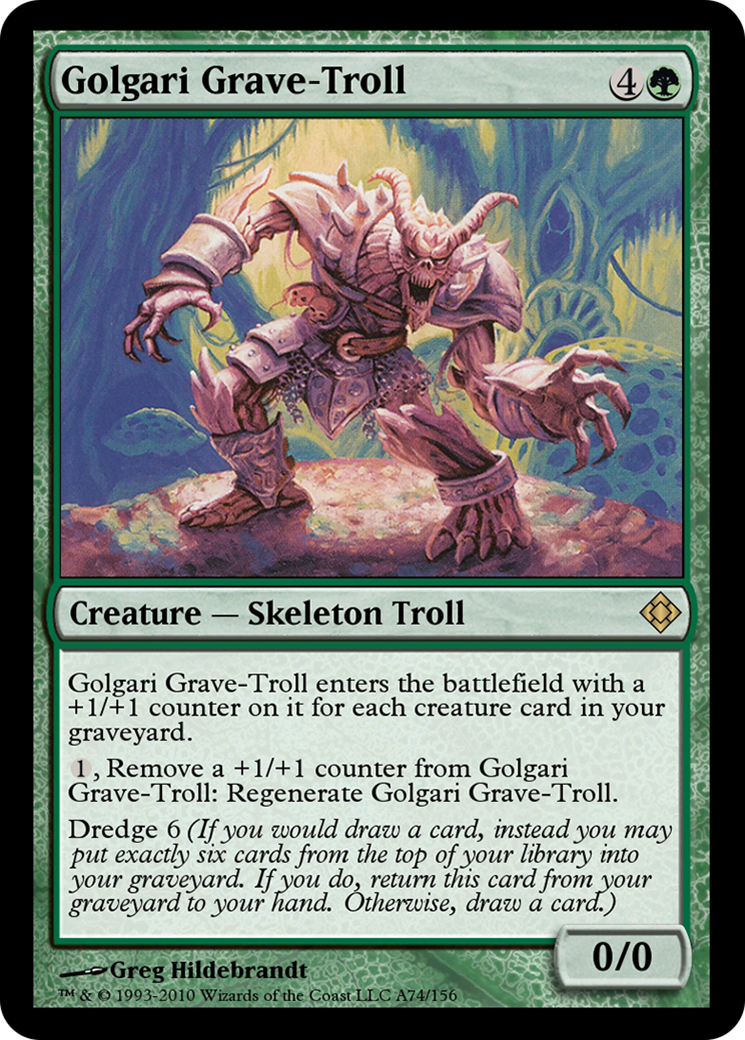 Golgari Grave-Troll 4
Creature — Skeleton Troll
Golgari Grave-Troll enters the battlefield with a
+1/+1 counter on it for each creature card in your
graveyard.
1, Remove a +1/+1 counter from Golgari
Grave-Troll: Regenerate Golgari Grave-Troll.
Dredge 6 (If you would draw a card, instead you may
put exactly six cards from the top of your library into
your graveyard. If you do, return this card from your
graveyard to your hand. Otherwise, draw a card.)
0/0
Greg Hildebrandt
™ & © 1993-2010 Wizards of the Coast LLC A74/156